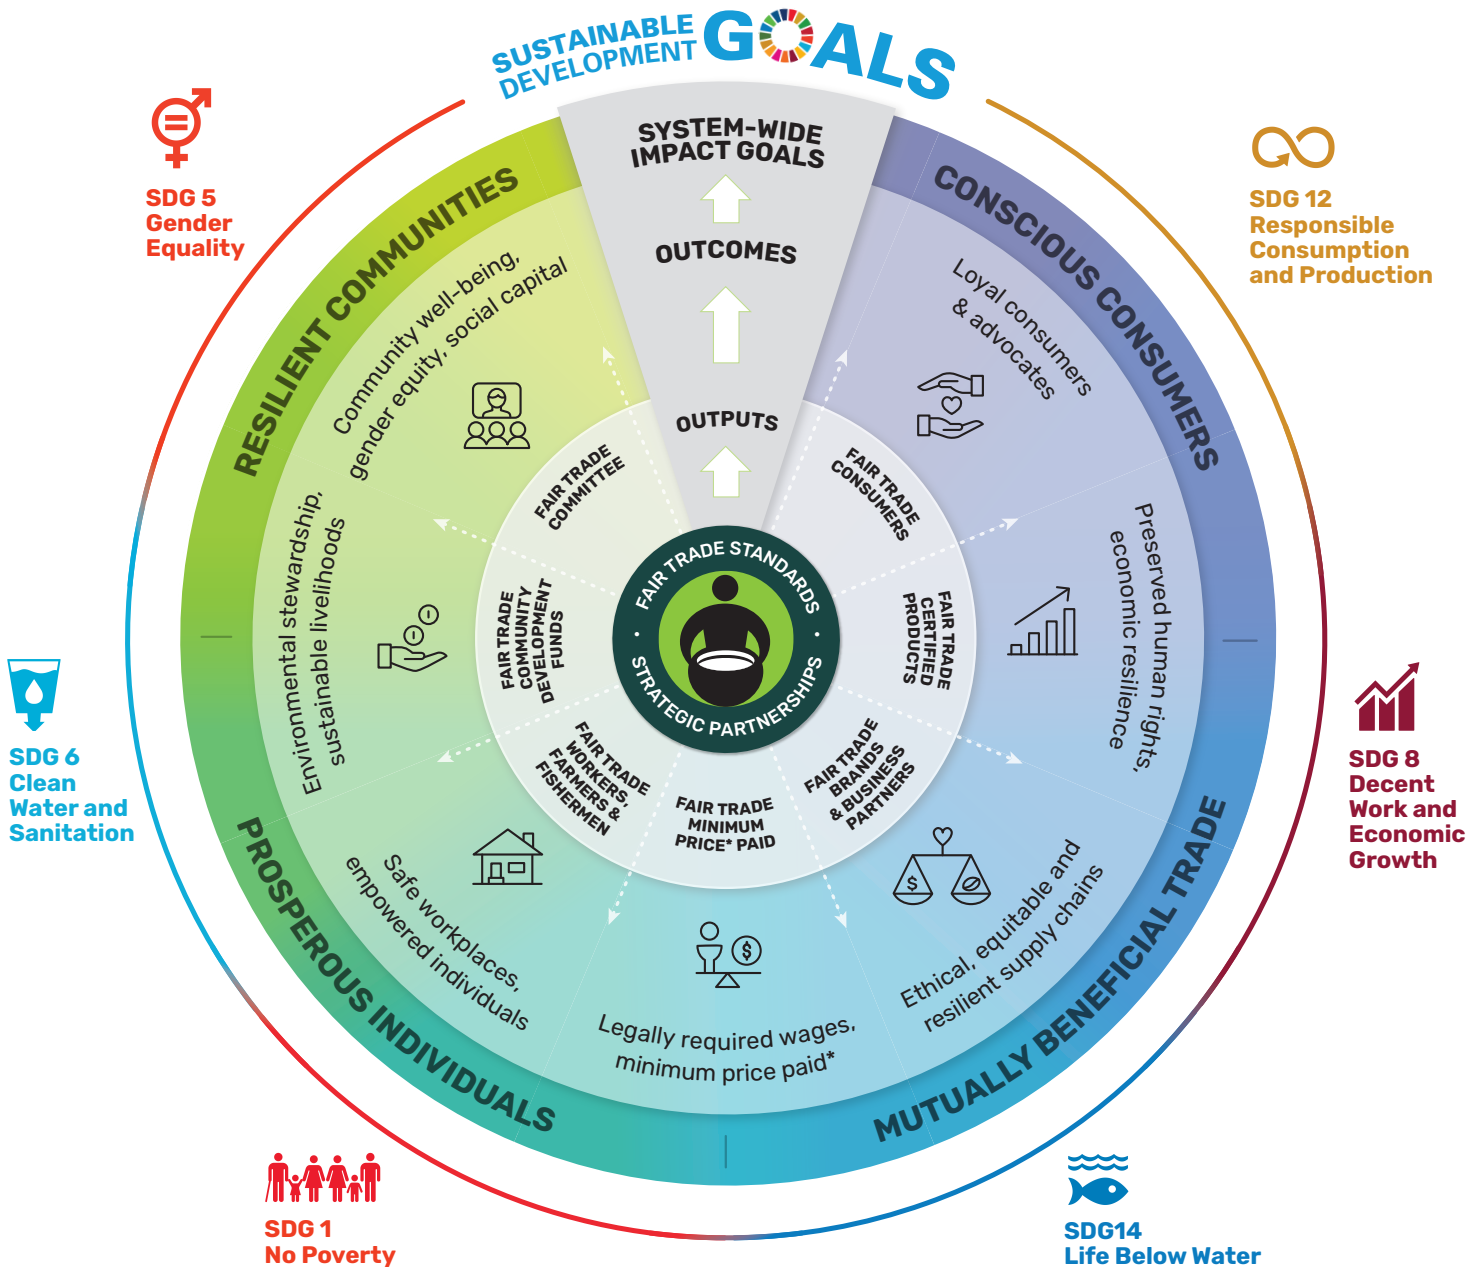 SUSTAINABLE
DEVELOPMENT
GOALS
SYSTEM-WIDE
IMPACT GOALS
OUTCOMES
OUTPUTS
FAIR TRADE STANDARDS
STRATEGIC PARTNERSHIPS
CONSCIOUS CONSUMERS
MUTUALLY BENEFICIAL TRADE
PROSPEROUS INDIVIDUALS
RESILIENT COMMUNITIES
Loyal consumers
& advocates
Preserved human rights,
economic resilience
Ethical, equitable and
resilient supply chains
Legally required wages,
minimum price paid*
Safe workplaces,
empowered individuals
Environmental stewardship,
sustainable livelihoods
Community well-being,
gender equity, social capital
FAIR TRADE
CONSUMERS
FAIR TRADE
CERTIFIED
PRODUCTS
FAIR TRADE
BRANDS
& BUSINESS
PARTNERS
FAIR TRADE
MINIMUM
PRICE* PAID
FAIR TRADE
WORKERS,
FARMERS &
FISHERMEN
FAIR TRADE
COMMUNITY
DEVELOPMENT
FUNDS
FAIR TRADE
COMMITTEE
$
$
SDG 12
Responsible
Consumption
and Production
SDG 8
Decent
Work and
Economic
Growth
SDG14
Life Below Water
SDG 1
No Poverty
SDG 6
Clean
Water and
Sanitation
SDG 5
Gender
Equality